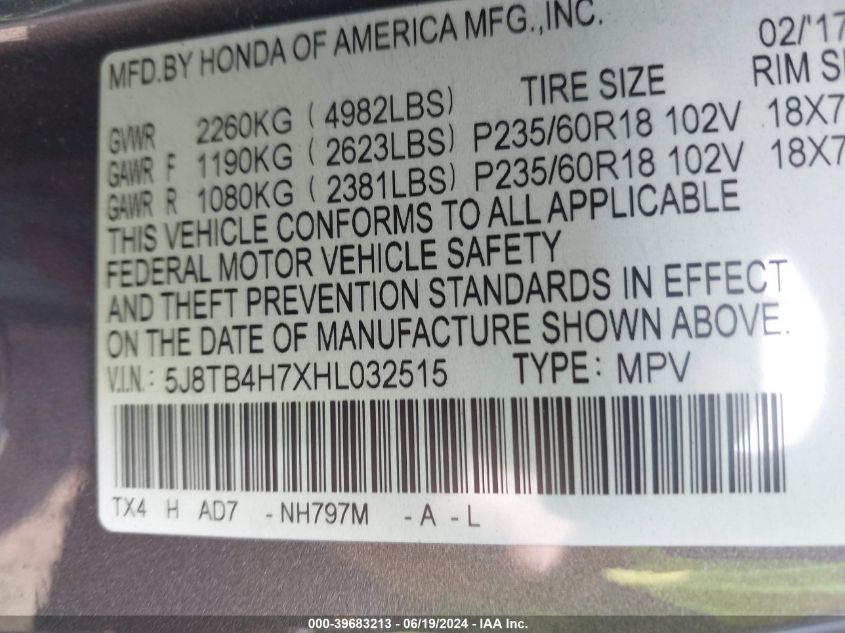 MFD.BY HONDA OF AMERICA MFG.,INC. 02/'17
TIRE SIZE RIM
GVWR 2260KG ( 4982LBS)
GAWR F 1190KG ( 2623LBS) P235/60R18 102V 18X7
GAWR R 1080KG ( 2381LBS) P235/60R18 102V 18X7
THIS VEHICLE CONFORMS TO ALL APPLICABLE
FEDERAL MOTOR VEHICLE SAFETY
AND THEFT PREVENTION STANDARDS IN EFFECT
ON THE DATE OF MANUFACTURE SHOWN ABOVE.
V.I.N.: 5J8TB4H7XHL032515 TYPE: MPV
TX4 H AD7 -NH797M -A -L
000-39683213 - 06/19/2024 - IAA Inc.